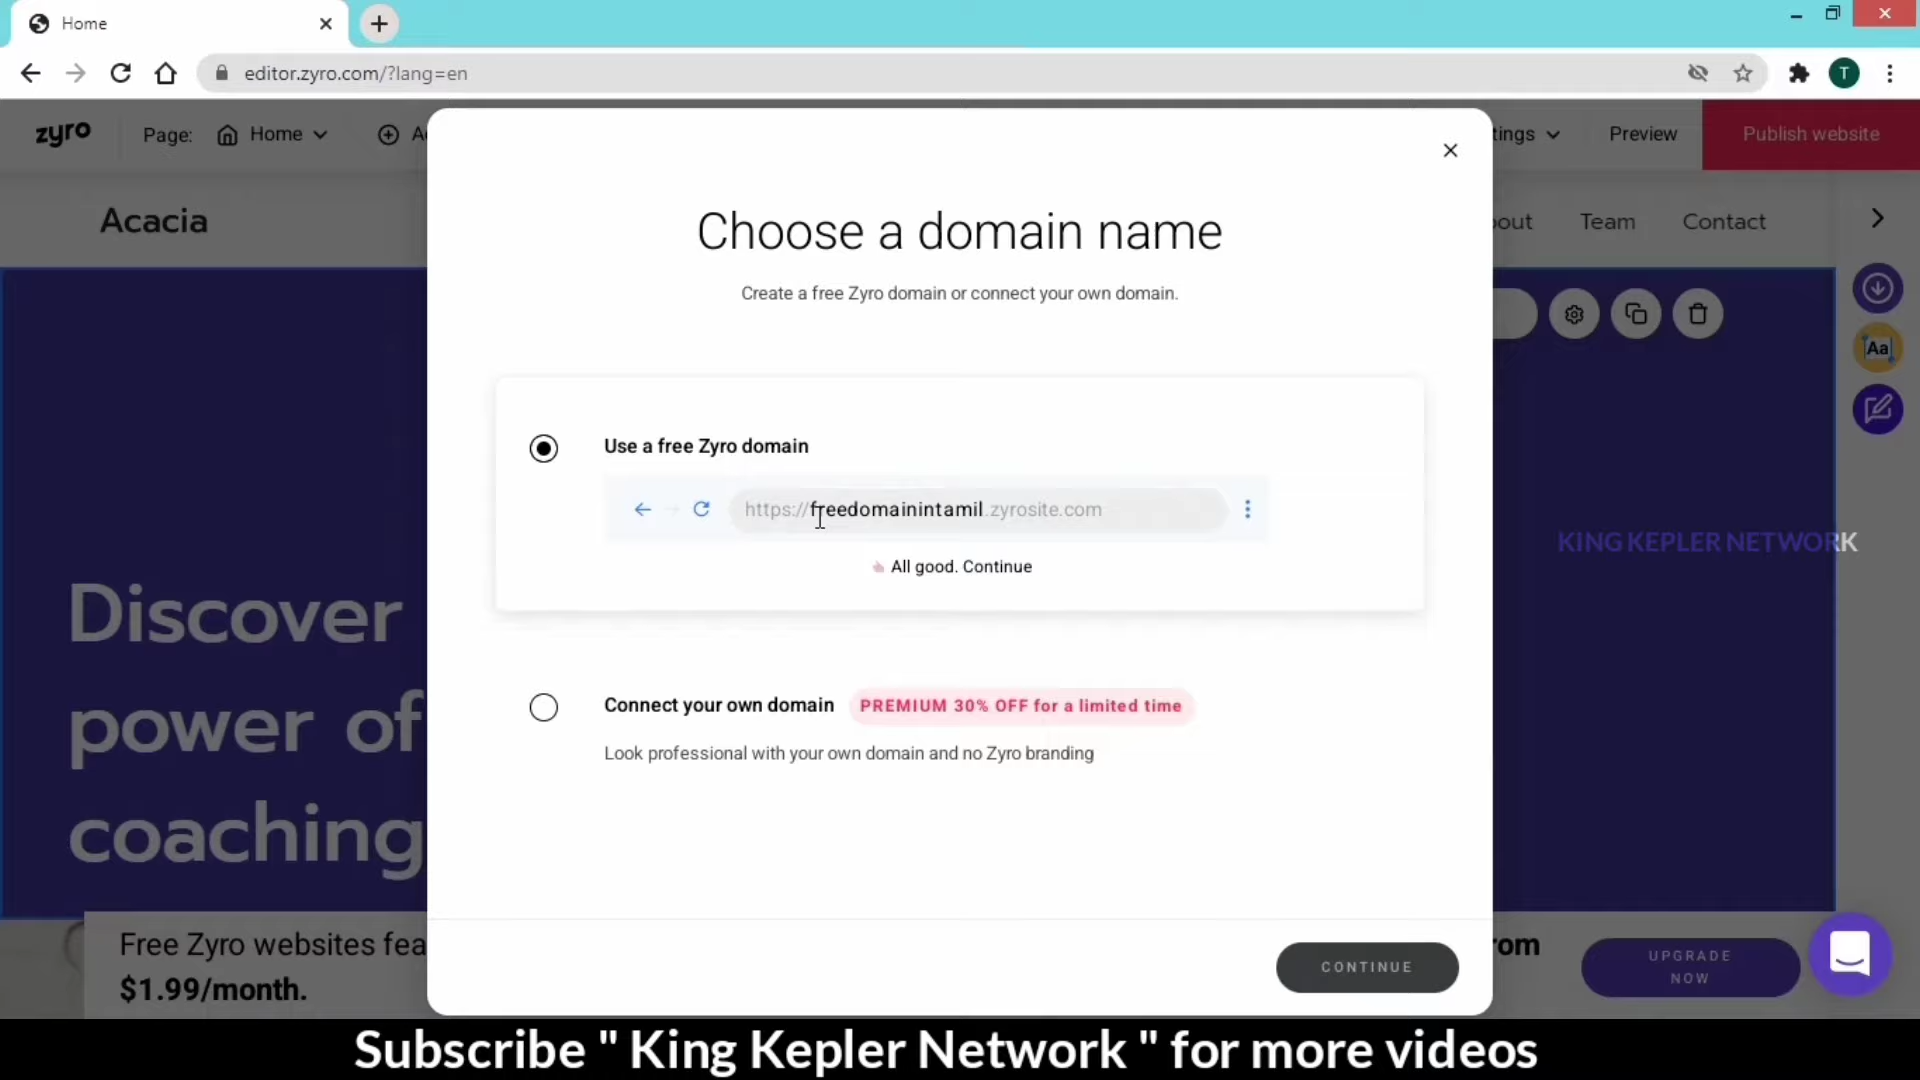 Home
editor.zyro.com/?lang=en
T
zyro
Page:
Home
tings
Preview
Publish website
Acacia
Team
Contact
Choose a domain name
Create a free Zyro domain or connect your own domain.
Aa
Use a free Zyro domain
https://freedomainintamil.zyrosite.com
All good. Continue
KING KEPLER NETWORK
Discover
power of
coaching
Connect your own domain
PREMIUM 30% OFF for a limited time
Look professional with your own domain and no Zyro branding
Free Zyro websites fea
$1.99/month.
CONTINUE
UPGRADE
NOW
Subscribe " King Kepler Network " for more videos